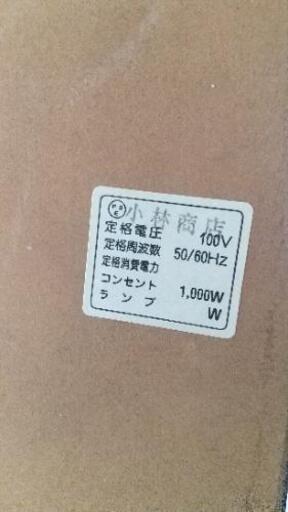 PSE 小林商店
定格電圧 100V
定格周波数 50/60Hz
定格消費電力
コンセント 1,000W
ランプ W